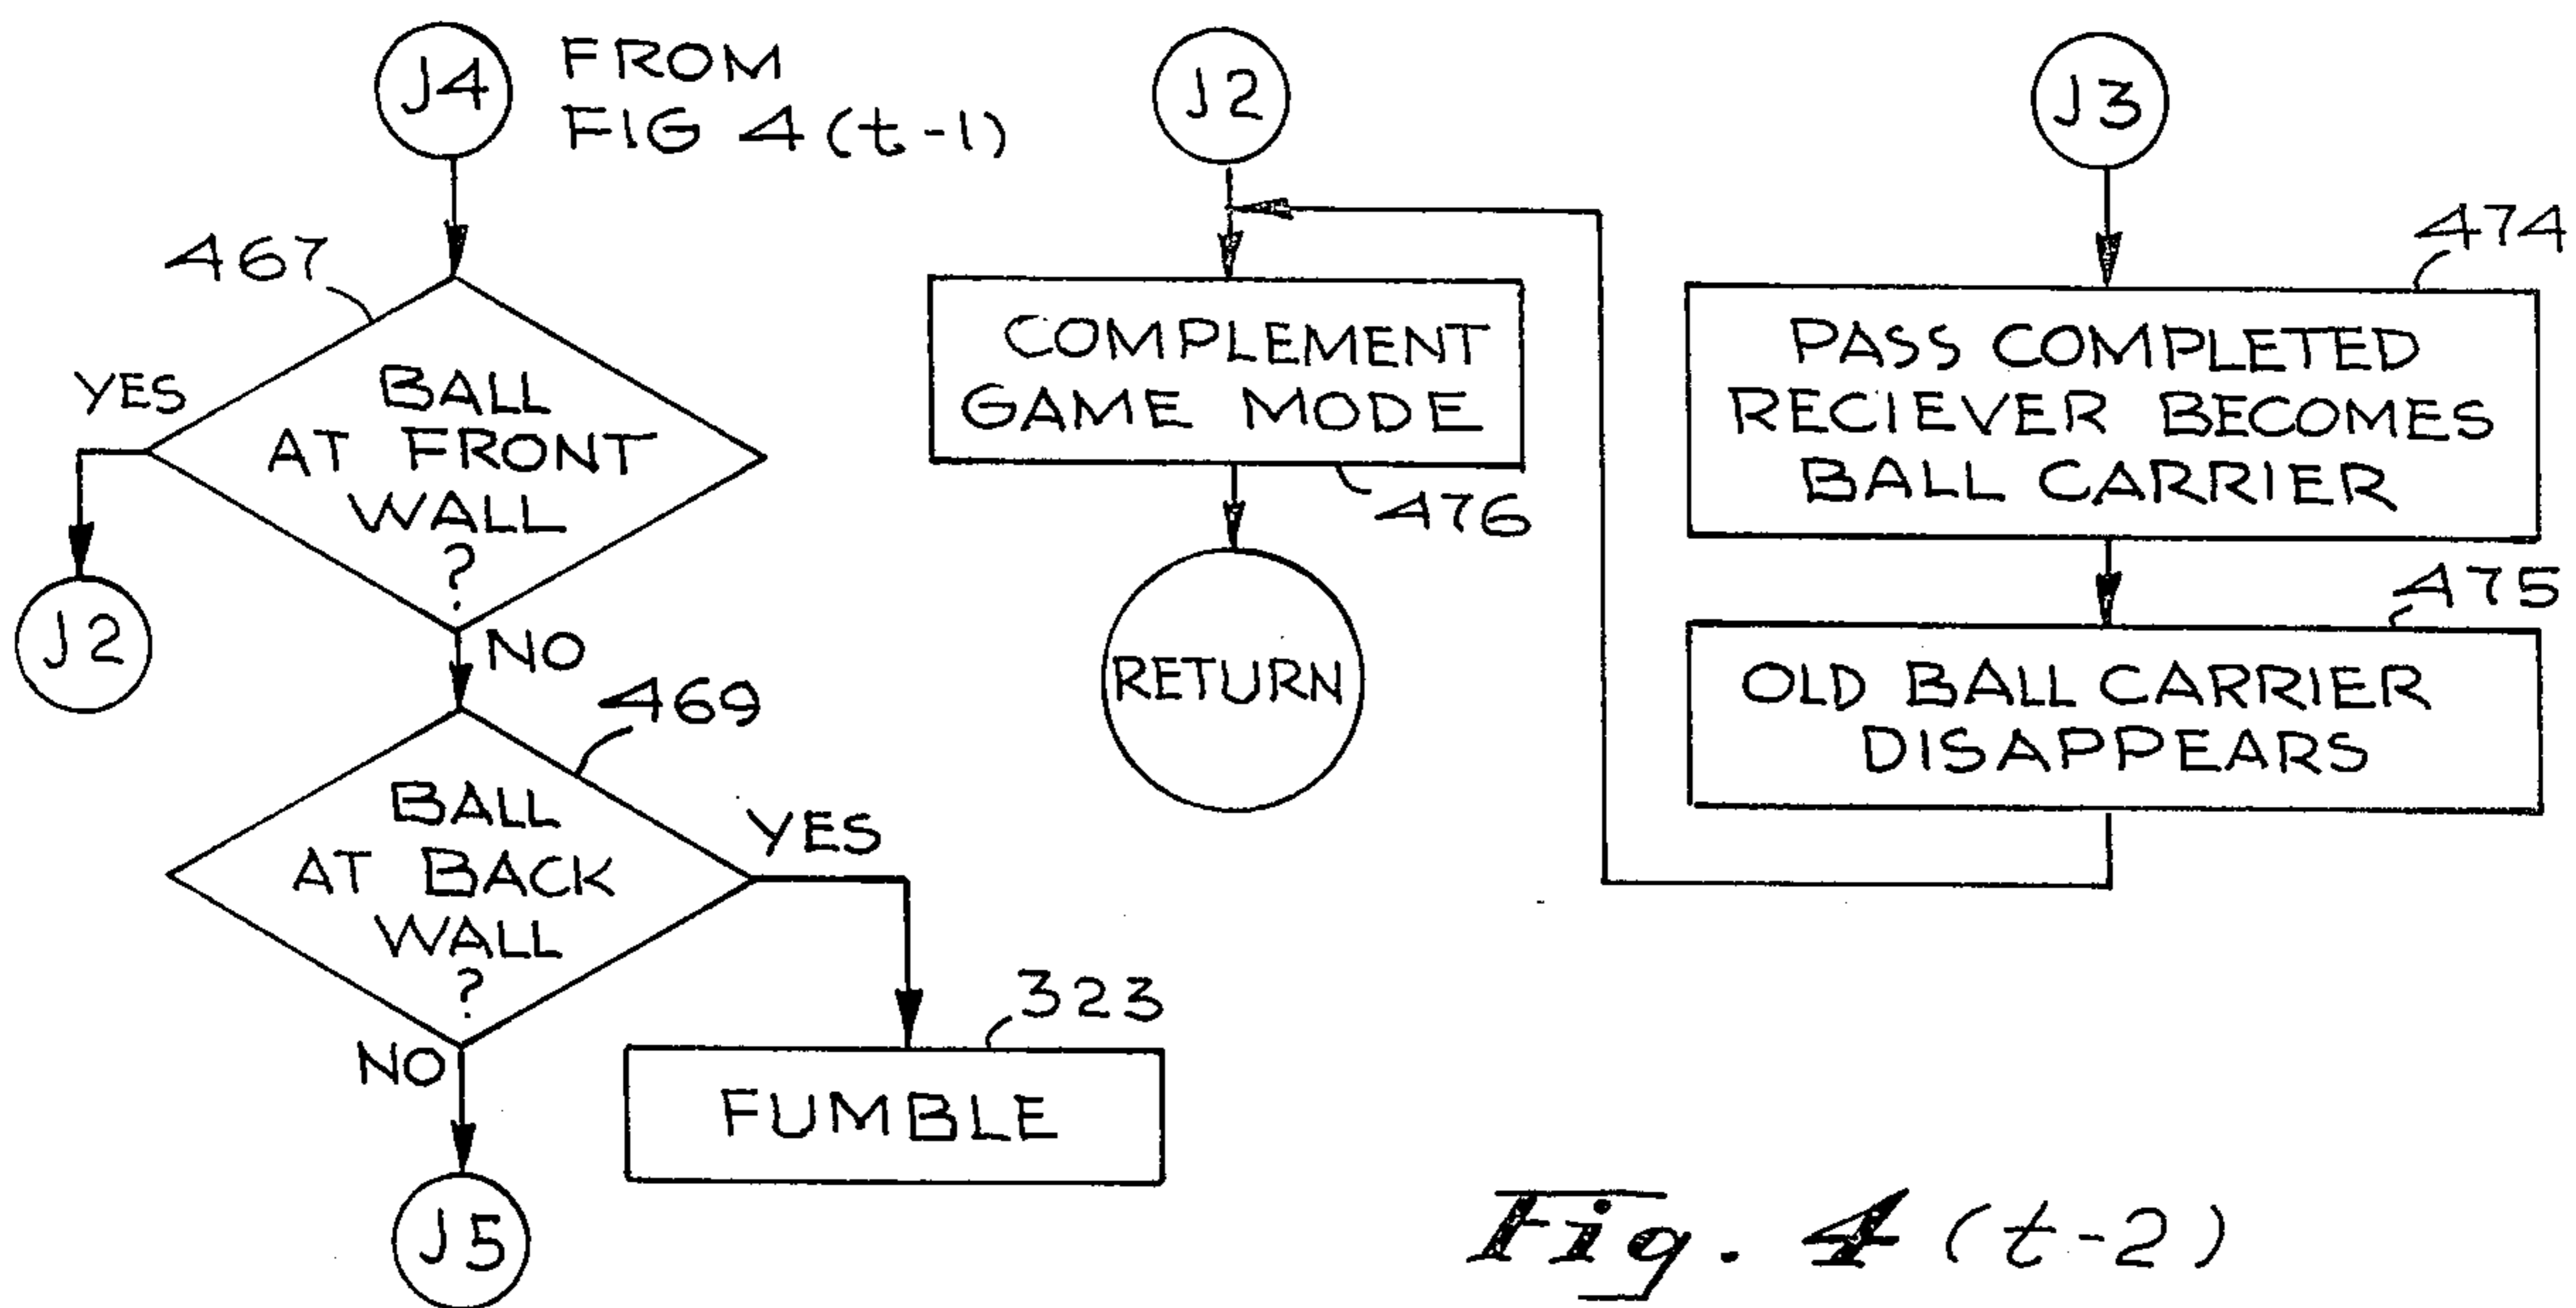 J4
FROM
FIG 4 (t-1)
467
BALL
AT FRONT
WALL
?
YES
J2
NO
469
BALL
AT BACK
WALL
?
YES
323
FUMBLE
NO
J5
J2
COMPLEMENT
GAME MODE
476
RETURN
J3
474
PASS COMPLETED
RECIEVER BECOMES
BALL CARRIER
475
OLD BALL CARRIER
DISAPPEARS
Fig. 4 (t-2)